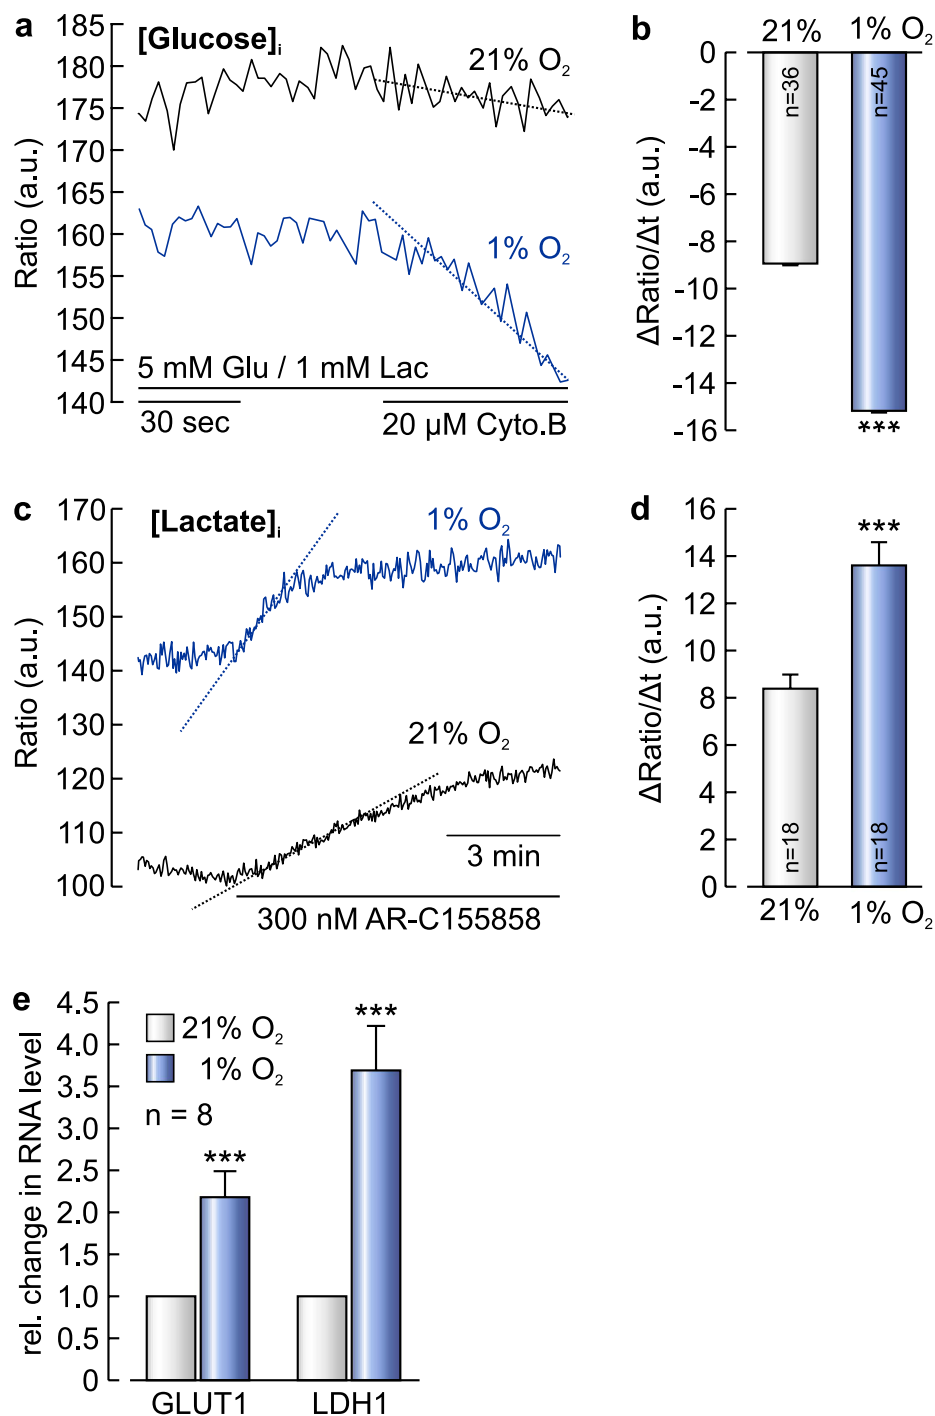 a
[Glucose]i
21% O2
1% O2
Ratio (a.u.)
185
180
175
170
165
160
155
150
145
140
5 mM Glu / 1 mM Lac
30 sec
20 µM Cyto.B
b
21%
1% O2
ΔRatio/Δt (a.u.)
0
-2
-4
-6
-8
-10
-12
-14
-16
n=36
n=45
***
c
[Lactate]i
1% O2
21% O2
Ratio (a.u.)
170
160
150
140
130
120
110
100
3 min
300 nM AR-C155858
d
ΔRatio/Δt (a.u.)
16
14
12
10
8
6
4
2
0
***
n=18
n=18
21%
1% O2
e
rel. change in RNA level
4.5
4.0
3.5
3.0
2.5
2.0
1.5
1.0
0.5
0
21% O2
1% O2
n = 8
***
***
GLUT1
LDH1